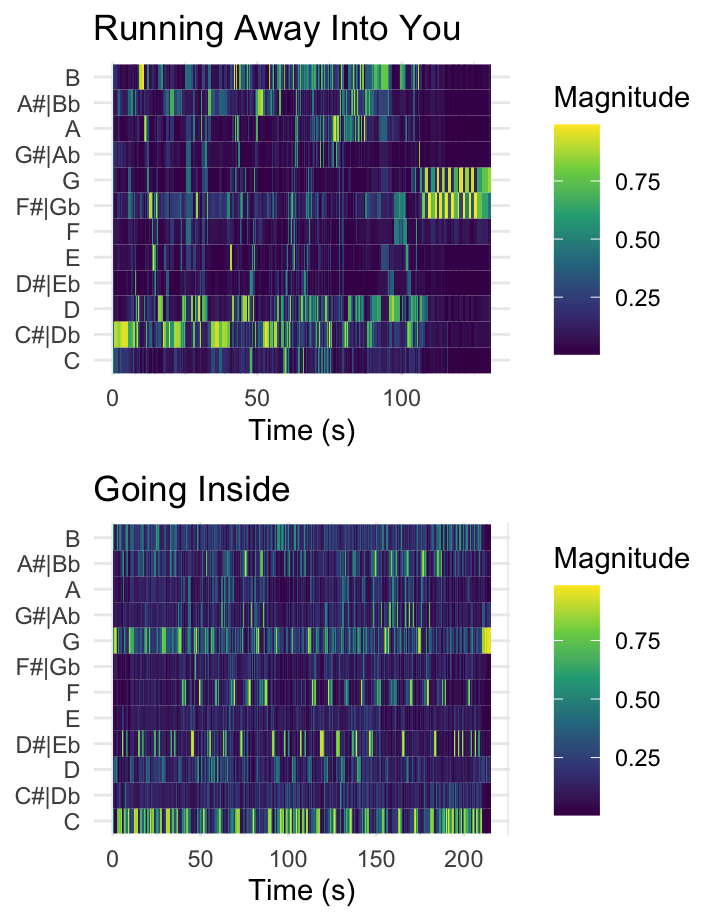 Running Away Into You
B
A#|Bb
A
G#|Ab
G
F#|Gb
F
E
D#|Eb
D
C#|Db
C
0 50 100
Time (s)
Magnitude
0.75
0.50
0.25
Going Inside
B
A#|Bb
A
G#|Ab
G
F#|Gb
F
E
D#|Eb
D
C#|Db
C
0 50 100 150 200
Time (s)
Magnitude
0.75
0.50
0.25